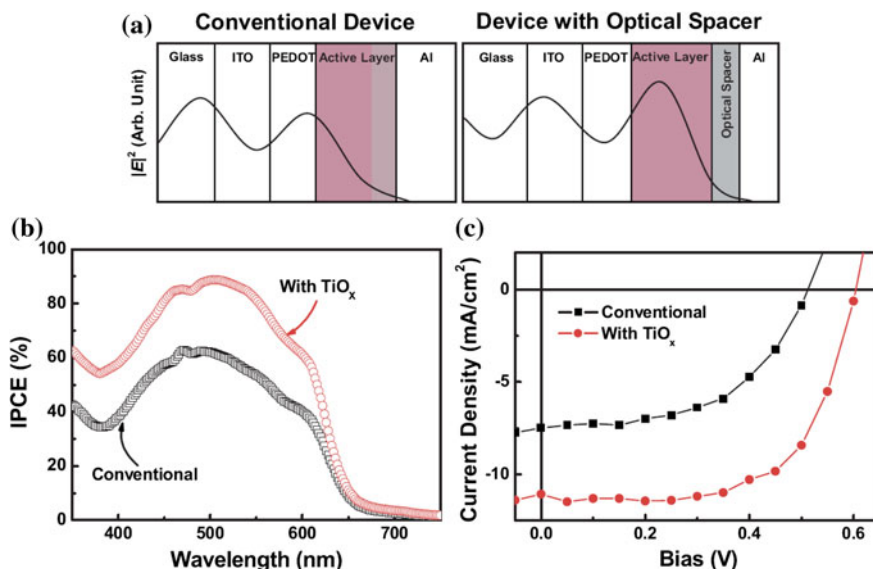 (a)
Conventional Device
Device with Optical Spacer
|E|² (Arb. Unit)
Glass ITO PEDOT Active Layer Al
Glass ITO PEDOT Active Layer Optical Spacer Al
(b)
IPCE (%)
100
80
60
40
20
0
With TiOx
Conventional
400 500 600 700
Wavelength (nm)
(c)
Current Density (mA/cm²)
0
-5
-10
Conventional
With TiOx
0.0 0.2 0.4 0.6
Bias (V)